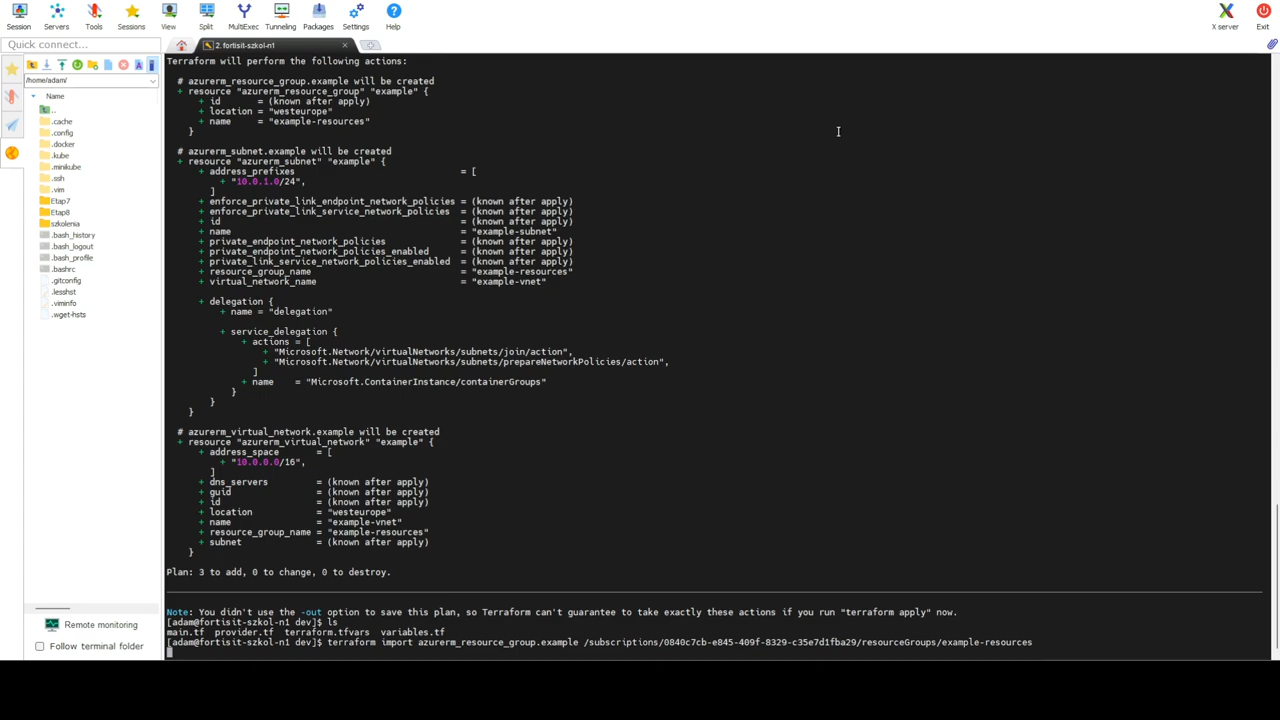 Session Servers Tools Sessions View Split MultiExec Tunneling Packages Settings Help X server Exit
Quick connect...
2. fortisit-szkol-n1
/home/adam/
Name
..
.cache
.config
.docker
.kube
.minikube
.ssh
.vim
Etap7
Etap8
szkolenia
.bash_history
.bash_logout
.bash_profile
.bashrc
.gitconfig
.lesshst
.viminfo
.wget-hsts
Remote monitoring
Follow terminal folder
Terraform will perform the following actions:
# azurerm_resource_group.example will be created
+ resource "azurerm_resource_group" "example" {
+ id = (known after apply)
+ location = "westeurope"
+ name = "example-resources"
}
# azurerm_subnet.example will be created
+ resource "azurerm_subnet" "example" {
+ address_prefixes = [
+ "10.0.1.0/24",
]
+ enforce_private_link_endpoint_network_policies = (known after apply)
+ enforce_private_link_service_network_policies = (known after apply)
+ id = (known after apply)
+ name = "example-subnet"
+ private_endpoint_network_policies = (known after apply)
+ private_endpoint_network_policies_enabled = (known after apply)
+ private_link_service_network_policies_enabled = (known after apply)
+ resource_group_name = "example-resources"
+ virtual_network_name = "example-vnet"
+ delegation {
+ name = "delegation"
+ service_delegation {
+ actions = [
+ "Microsoft.Network/virtualNetworks/subnets/join/action",
+ "Microsoft.Network/virtualNetworks/subnets/prepareNetworkPolicies/action",
]
+ name = "Microsoft.ContainerInstance/containerGroups"
}
}
}
# azurerm_virtual_network.example will be created
+ resource "azurerm_virtual_network" "example" {
+ address_space = [
+ "10.0.0.0/16",
]
+ dns_servers = (known after apply)
+ guid = (known after apply)
+ id = (known after apply)
+ location = "westeurope"
+ name = "example-vnet"
+ resource_group_name = "example-resources"
+ subnet = (known after apply)
}
Plan: 3 to add, 0 to change, 0 to destroy.
Note: You didn't use the -out option to save this plan, so Terraform can't guarantee to take exactly these actions if you run "terraform apply" now.
[adam@fortisit-szkol-n1 dev]$ ls
main.tf provider.tf terraform.tfvars variables.tf
[adam@fortisit-szkol-n1 dev]$ terraform import azurerm_resource_group.example /subscriptions/0840c7cb-e845-409f-8329-c35e7d1fba29/resourceGroups/example-resources